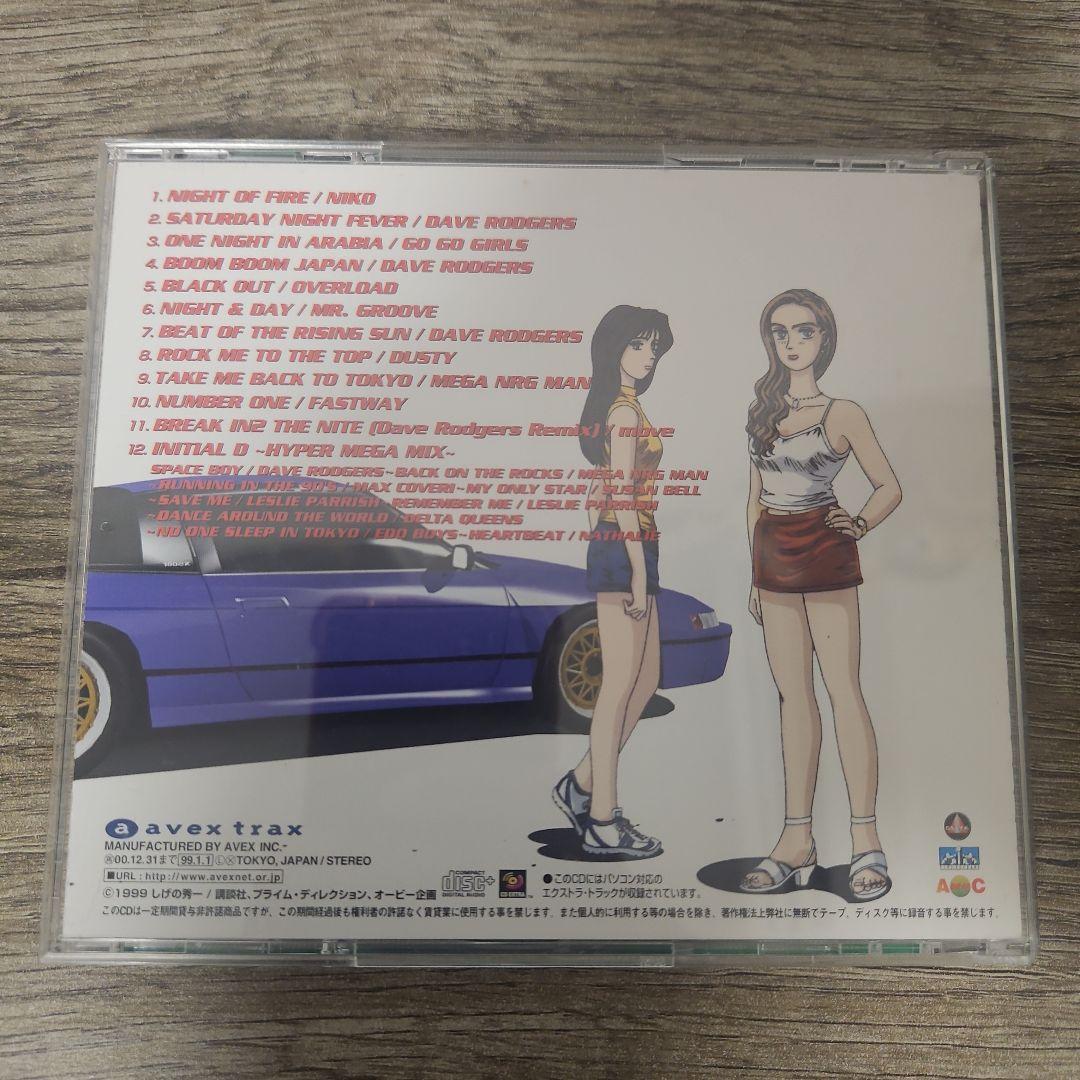 1. NIGHT OF FIRE / NIKO
2. SATURDAY NIGHT FEVER / DAVE RODGERS
3. ONE NIGHT IN ARABIA / GO GO GIRLS
4. BOOM BOOM JAPAN / DAVE RODGERS
5. BLACK OUT / OVERLOAD
6. NIGHT & DAY / MR. GROOVE
7. BEAT OF THE RISING SUN / DAVE RODGERS
8. ROCK ME TO THE TOP / DUSTY
9. TAKE ME BACK TO TOKYO / MEGA NRG MAN
10. NUMBER ONE / FASTWAY
11. BREAK IN2 THE NITE (Dave Rodgers Remix) / move
12. INITIAL D ~HYPER MEGA MIX~
SPACE BOY / DAVE RODGERS~BACK ON THE ROCKS / MEGA NRG MAN
~RUNNING IN THE 90'S / MAX COVERI~MY ONLY STAR / SUSAN BELL
~SAVE ME / LESLIE PARRISH~REMEMBER ME / LESLIE PARRISH
~DANCE AROUND THE WORLD / DELTA QUEENS
~NO ONE SLEEP IN TOKYO / EDO BOYS~HEARTBEAT / NATHALIE
a avex trax
MANUFACTURED BY AVEX INC.
00.12.31まで 99.1.1 Ⓛ TOKYO, JAPAN / STEREO
■URL : http://www.avexnet.or.jp
©1999 しげの秀一 / 講談社、プライム・ディレクション、オービー企画
COMPACT disc+ DIGITAL AUDIO
CD EXTRA
●このCDにはパソコン対応の
エクストラ・トラックが収録されています。
DELTA
このCDは一定期間貸与非許諾商品ですが、この期間経過後も権利者の許諾なく賃貸業に使用する事を禁じます。また個人的に利用する等の場合を除き、著作権法上弊社に無断でテープ、ディスク等に録音する事を禁じます。